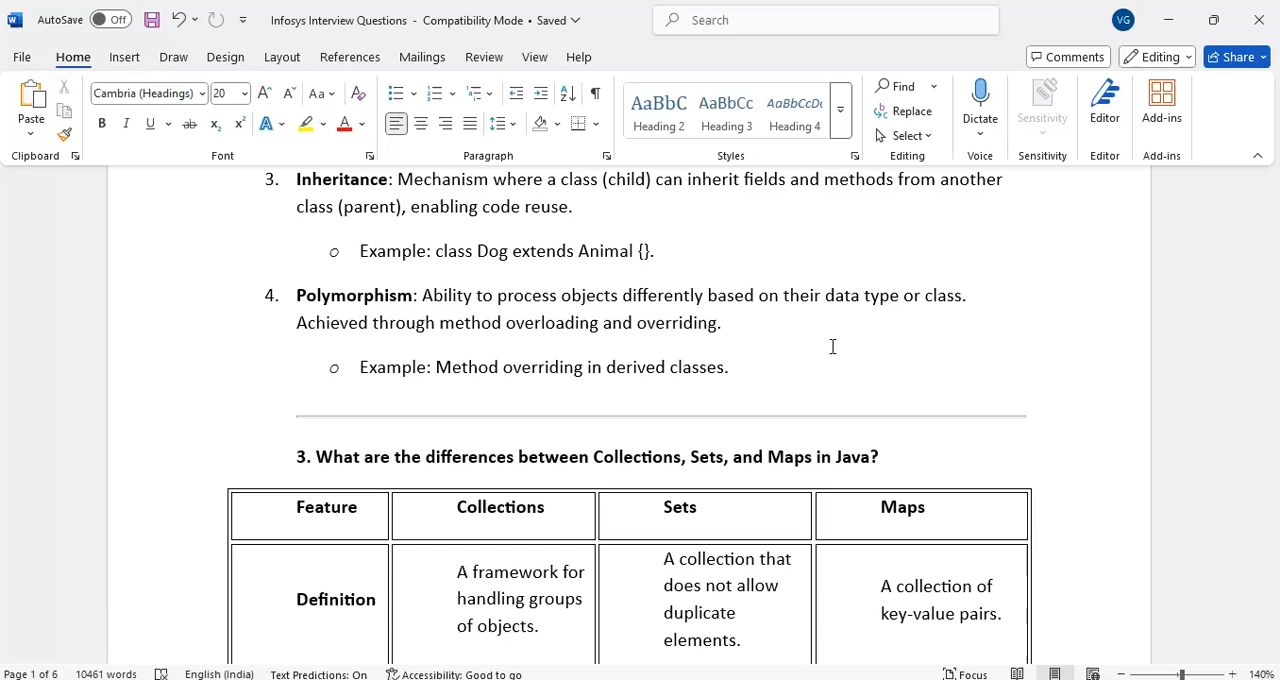 AutoSave Off Infosys Interview Questions - Compatibility Mode • Saved Search VG
File Home Insert Draw Design Layout References Mailings Review View Help Comments Editing Share
Cambria (Headings) 20 Aa
Paste
AaBbC AaBbCc AaBbCcDc
Heading 2 Heading 3 Heading 4
Find
Replace
Select
Dictate Sensitivity Editor Add-ins
Clipboard Font Paragraph Styles Editing Voice Sensitivity Editor Add-ins
3. Inheritance: Mechanism where a class (child) can inherit fields and methods from another
class (parent), enabling code reuse.
o Example: class Dog extends Animal {}.
4. Polymorphism: Ability to process objects differently based on their data type or class.
Achieved through method overloading and overriding.
o Example: Method overriding in derived classes.
3. What are the differences between Collections, Sets, and Maps in Java?
Feature Collections Sets Maps
Definition
A framework for
handling groups
of objects.
A collection that
does not allow
duplicate
elements.
A collection of
key-value pairs.
Page 1 of 6 10461 words English (India) Text Predictions: On Accessibility: Good to go Focus 140%